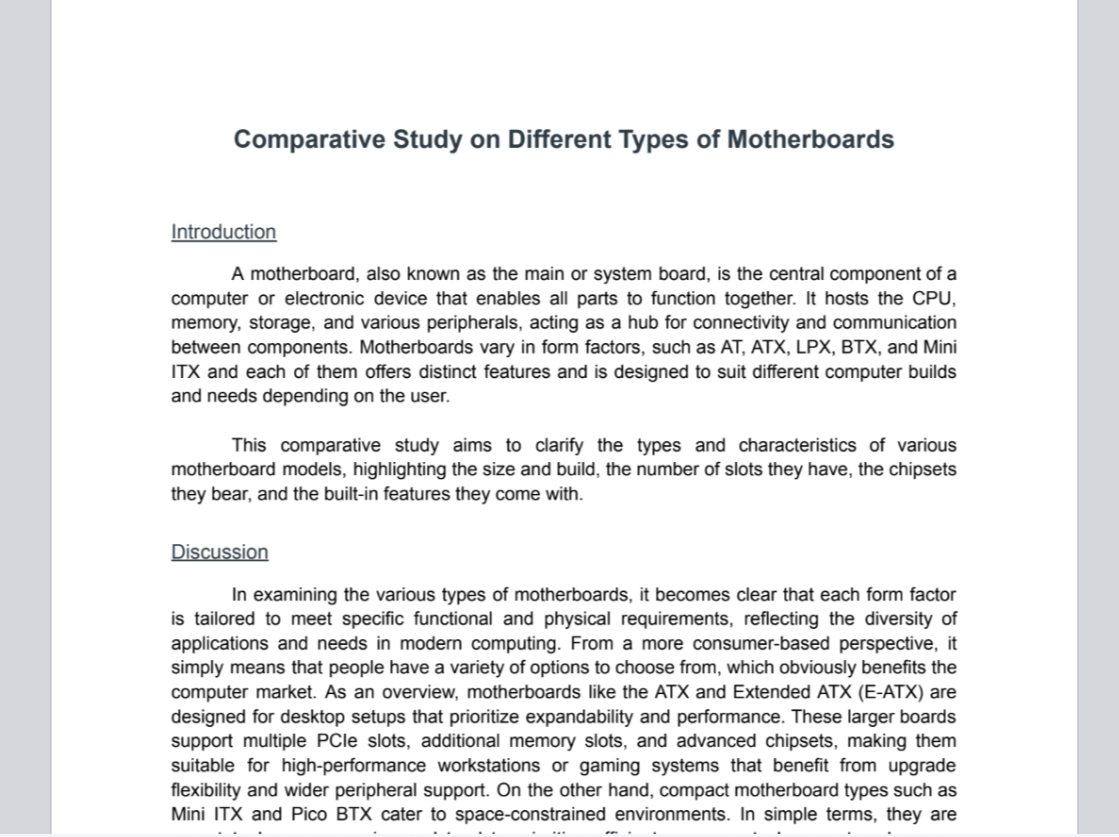 Comparative Study on Different Types of Motherboards
Introduction
A motherboard, also known as the main or system board, is the central component of a
computer or electronic device that enables all parts to function together. It hosts the CPU,
memory, storage, and various peripherals, acting as a hub for connectivity and communication
between components. Motherboards vary in form factors, such as AT, ATX, LPX, BTX, and Mini
ITX and each of them offers distinct features and is designed to suit different computer builds
and needs depending on the user.
This comparative study aims to clarify the types and characteristics of various
motherboard models, highlighting the size and build, the number of slots they have, the chipsets
they bear, and the built-in features they come with.
Discussion
In examining the various types of motherboards, it becomes clear that each form factor
is tailored to meet specific functional and physical requirements, reflecting the diversity of
applications and needs in modern computing. From a more consumer-based perspective, it
simply means that people have a variety of options to choose from, which obviously benefits the
computer market. As an overview, motherboards like the ATX and Extended ATX (E-ATX) are
designed for desktop setups that prioritize expandability and performance. These larger boards
support multiple PCIe slots, additional memory slots, and advanced chipsets, making them
suitable for high-performance workstations or gaming systems that benefit from upgrade
flexibility and wider peripheral support. On the other hand, compact motherboard types such as
Mini ITX and Pico BTX cater to space-constrained environments. In simple terms, they are